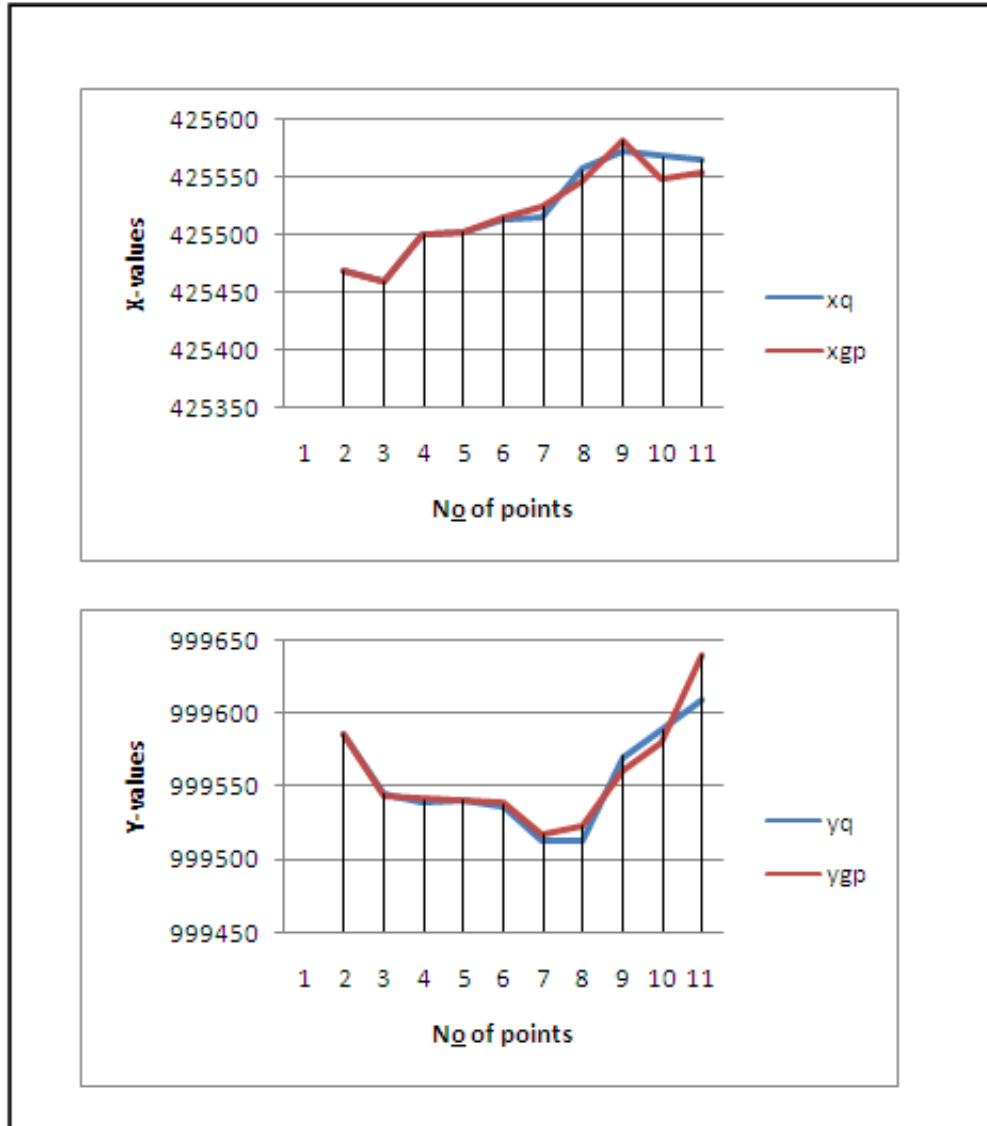 X-values
425600
425550
425500
425450
425400
425350
1 2 3 4 5 6 7 8 9 10 11
No of points
xq
xgp
Y-values
999650
999600
999550
999500
999450
1 2 3 4 5 6 7 8 9 10 11
No of points
yq
ygp